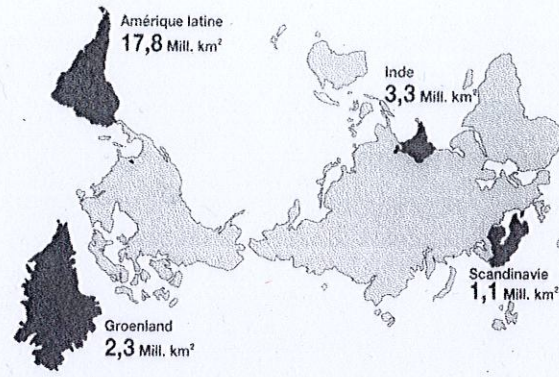 Amérique latine
17,8 Mill. km²
Inde
3,3 Mill. km²
Scandinavie
1,1 Mill. km²
Groenland
2,3 Mill. km²